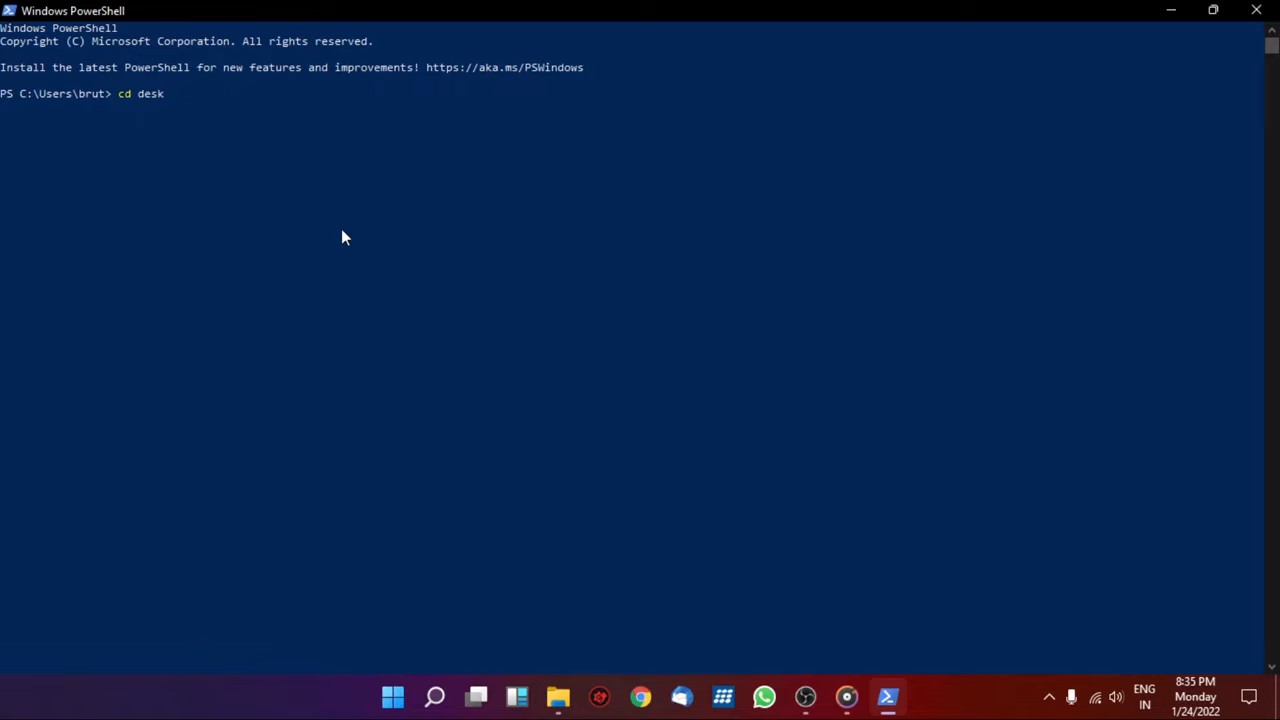 Windows PowerShell
Windows PowerShell
Copyright (C) Microsoft Corporation. All rights reserved.
Install the latest PowerShell for new features and improvements! https://aka.ms/PSWindows
PS C:\Users\brut> cd desk
ENG
IN
8:35 PM
Monday
1/24/2022